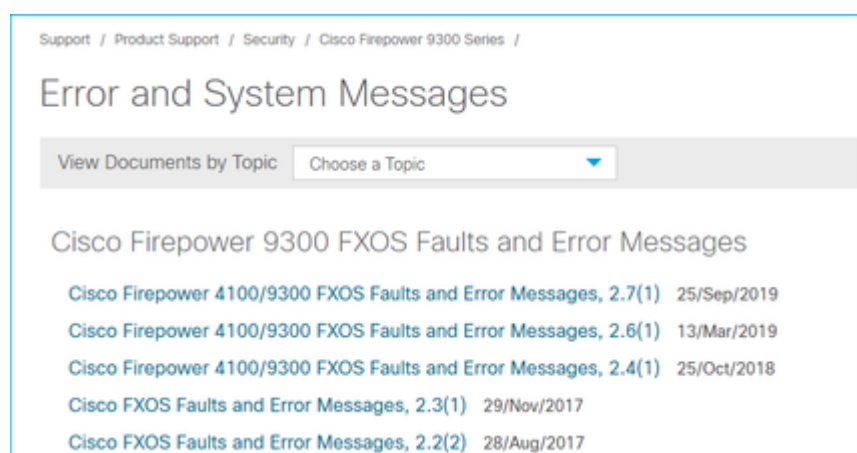 Support / Product Support / Security / Cisco Firepower 9300 Series /
Error and System Messages
View Documents by Topic Choose a Topic
Cisco Firepower 9300 FXOS Faults and Error Messages
Cisco Firepower 4100/9300 FXOS Faults and Error Messages, 2.7(1) 25/Sep/2019
Cisco Firepower 4100/9300 FXOS Faults and Error Messages, 2.6(1) 13/Mar/2019
Cisco Firepower 4100/9300 FXOS Faults and Error Messages, 2.4(1) 25/Oct/2018
Cisco FXOS Faults and Error Messages, 2.3(1) 29/Nov/2017
Cisco FXOS Faults and Error Messages, 2.2(2) 28/Aug/2017